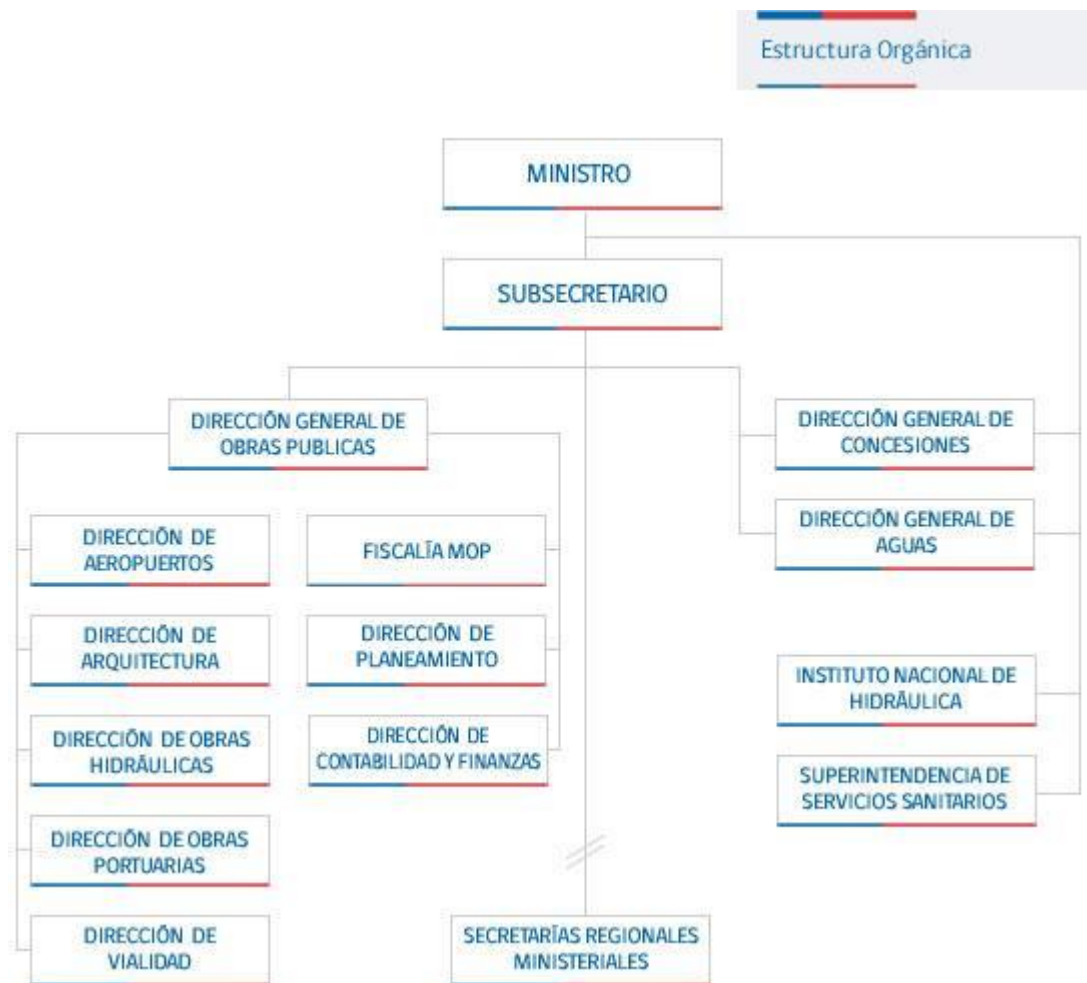 Estructura Orgánica
MINISTRO
SUBSECRETARIO
DIRECCIÓN GENERAL DE
OBRAS PUBLICAS
DIRECCIÓN GENERAL DE
CONCESIONES
DIRECCIÓN GENERAL DE
AGUAS
DIRECCIÓN DE
AEROPUERTOS
FISCALÍA MOP
DIRECCIÓN DE
ARQUITECTURA
DIRECCIÓN DE
PLANEAMIENTO
DIRECCIÓN DE OBRAS
HIDRÁULICAS
DIRECCIÓN DE
CONTABILIDAD Y FINANZAS
INSTITUTO NACIONAL DE
HIDRÁULICA
SUPERINTENDENCIA DE
SERVICIOS SANITARIOS
DIRECCIÓN DE OBRAS
PORTUARIAS
DIRECCIÓN DE
VIALIDAD
SECRETARÍAS REGIONALES
MINISTERIALES